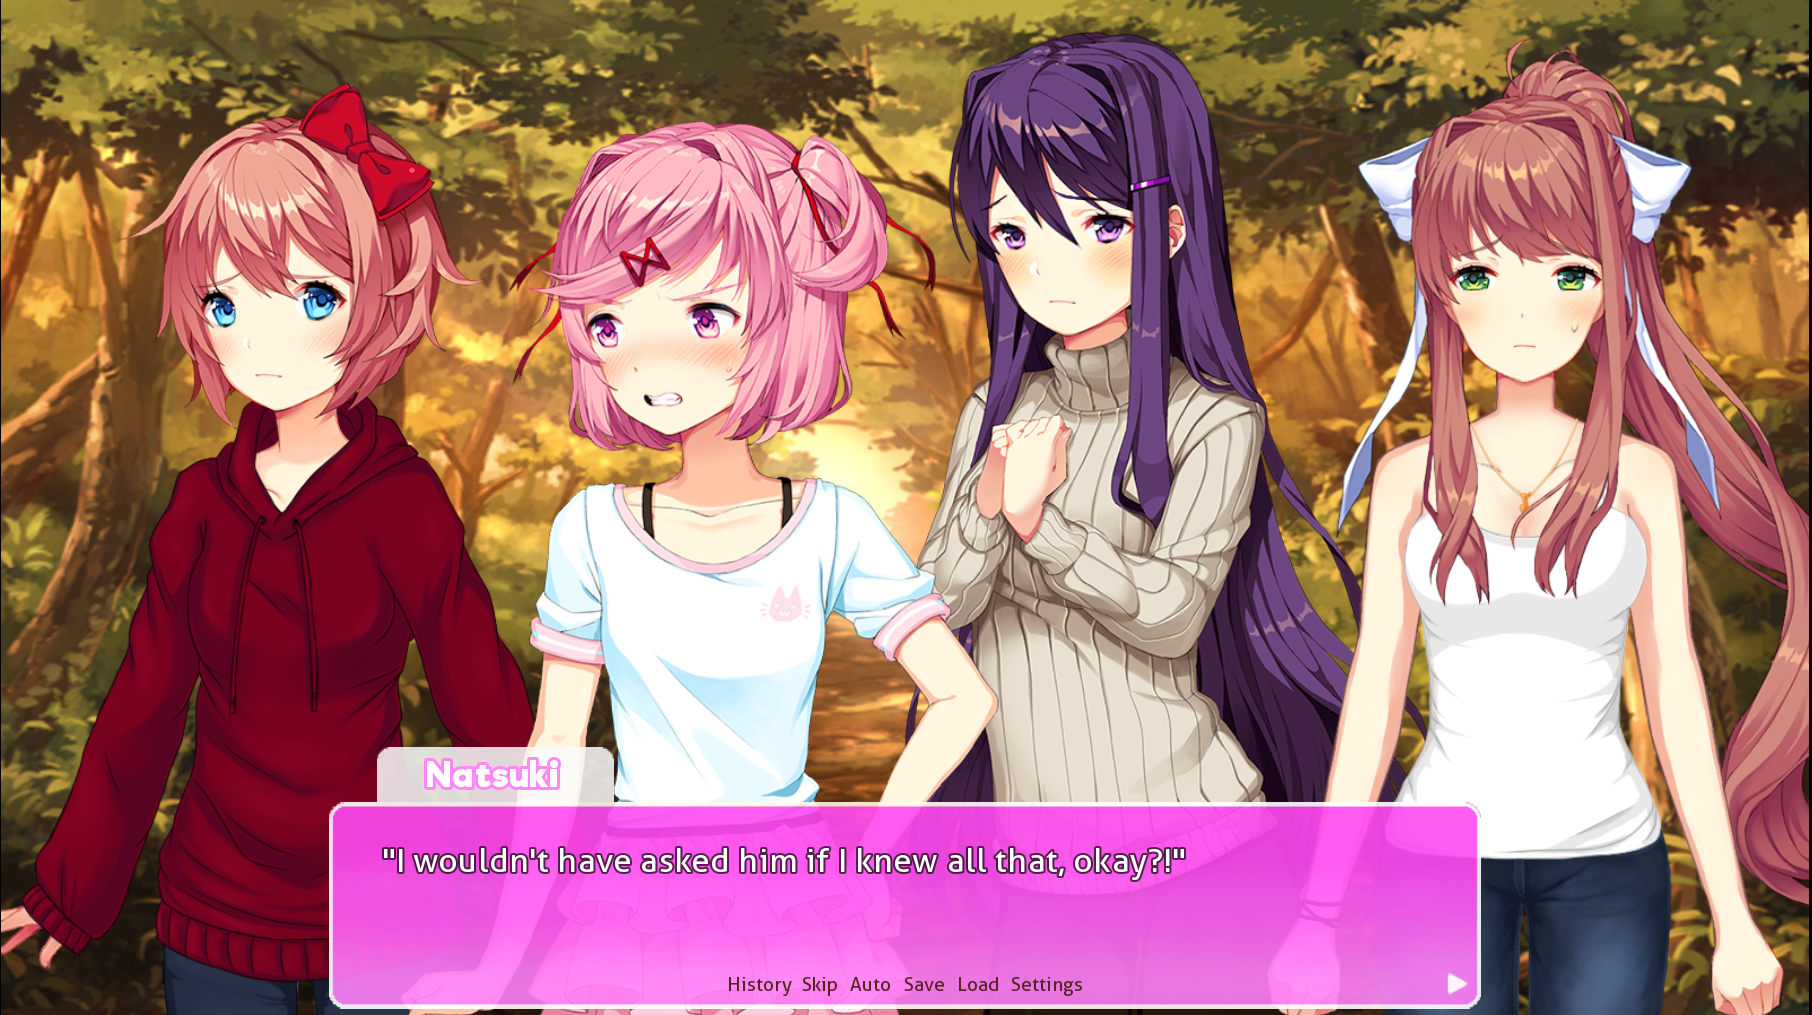 Natsuki
"I wouldn't have asked him if I knew all that, okay?!"
History Skip Auto Save Load Settings